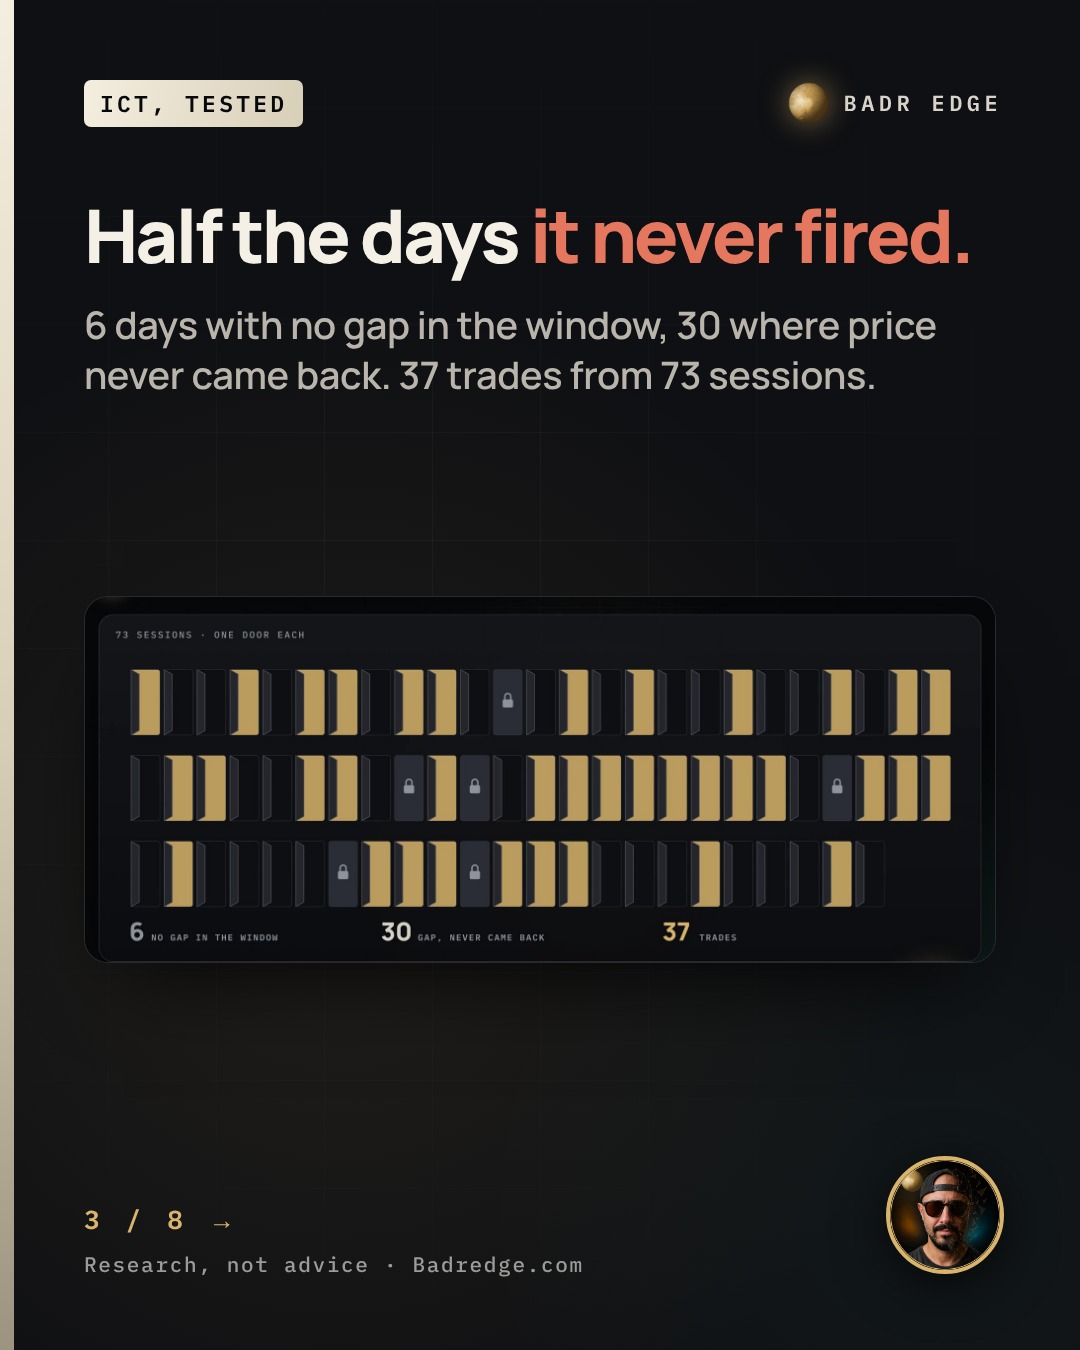 ICT, TESTED
BADR EDGE
Half the days it never fired.
6 days with no gap in the window, 30 where price
never came back. 37 trades from 73 sessions.
73 SESSIONS · ONE DOOR EACH
6 NO GAP IN THE WINDOW
30 GAP, NEVER CAME BACK
37 TRADES
3 / 8 →
Research, not advice · Badredge.com